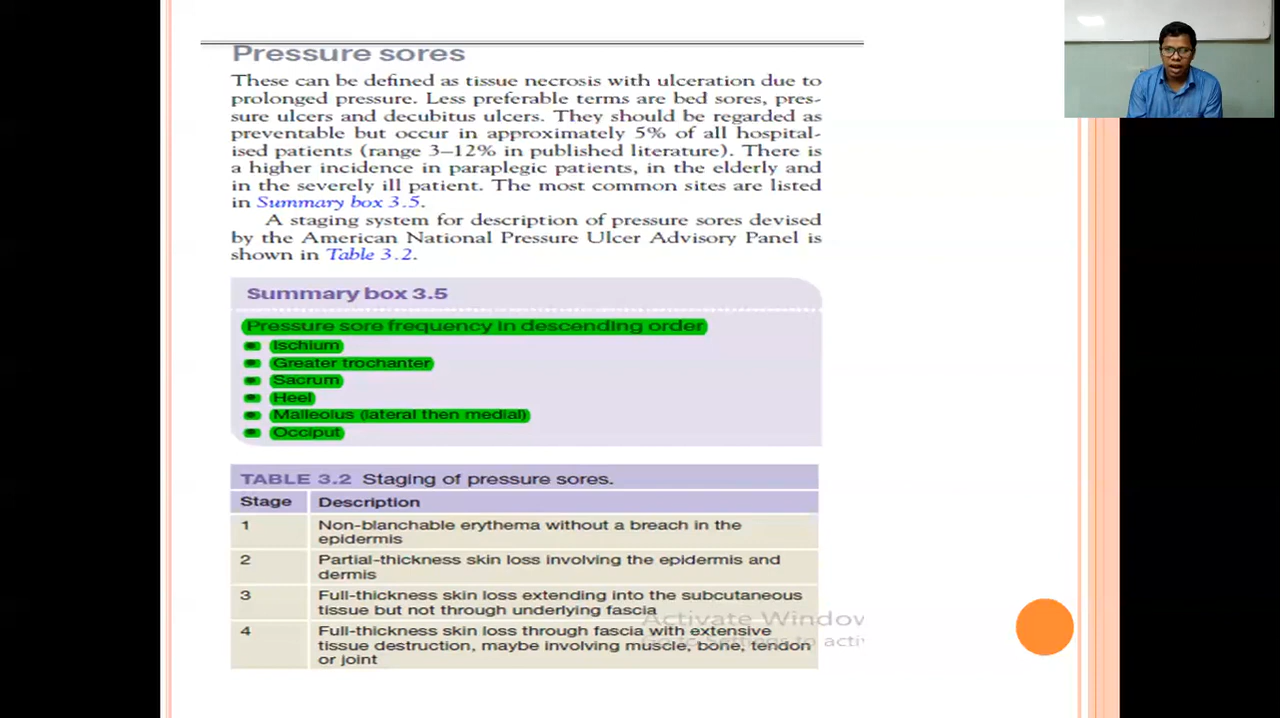 Pressure sores
These can be defined as tissue necrosis with ulceration due to
prolonged pressure. Less preferable terms are bed sores, pres-
sure ulcers and decubitus ulcers. They should be regarded as
preventable but occur in approximately 5% of all hospital-
ised patients (range 3–12% in published literature). There is
a higher incidence in paraplegic patients, in the elderly and
in the severely ill patient. The most common sites are listed
in Summary box 3.5.
A staging system for description of pressure sores devised
by the American National Pressure Ulcer Advisory Panel is
shown in Table 3.2.
Summary box 3.5
Pressure sore frequency in descending order
● Ischium
● Greater trochanter
● Sacrum
● Heel
● Malleolus (lateral then medial)
● Occiput
TABLE 3.2 Staging of pressure sores.
Stage Description
1 Non-blanchable erythema without a breach in the
epidermis
2 Partial-thickness skin loss involving the epidermis and
dermis
3 Full-thickness skin loss extending into the subcutaneous
tissue but not through underlying fascia
4 Full-thickness skin loss through fascia with extensive
tissue destruction, maybe involving muscle, bone, tendon
or joint
Activate Window
Go to Settings to acti